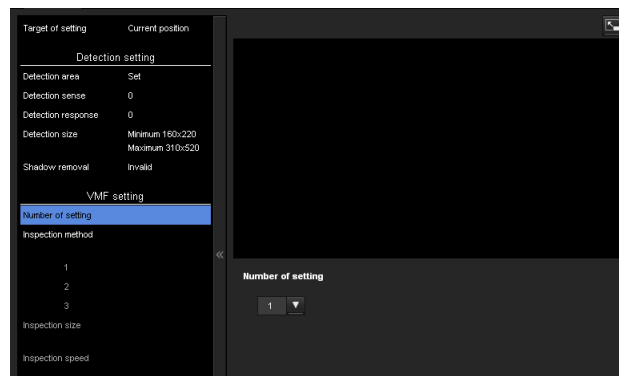 Target of setting Current position
Detection setting
Detection area Set
Detection sense 0
Detection response 0
Detection size Minimum 160x220
Maximum 310x520
Shadow removal Invalid
VMF setting
Number of setting
Inspection method
1
2
3
Inspection size
Inspection speed
«
Number of setting
1 ▼